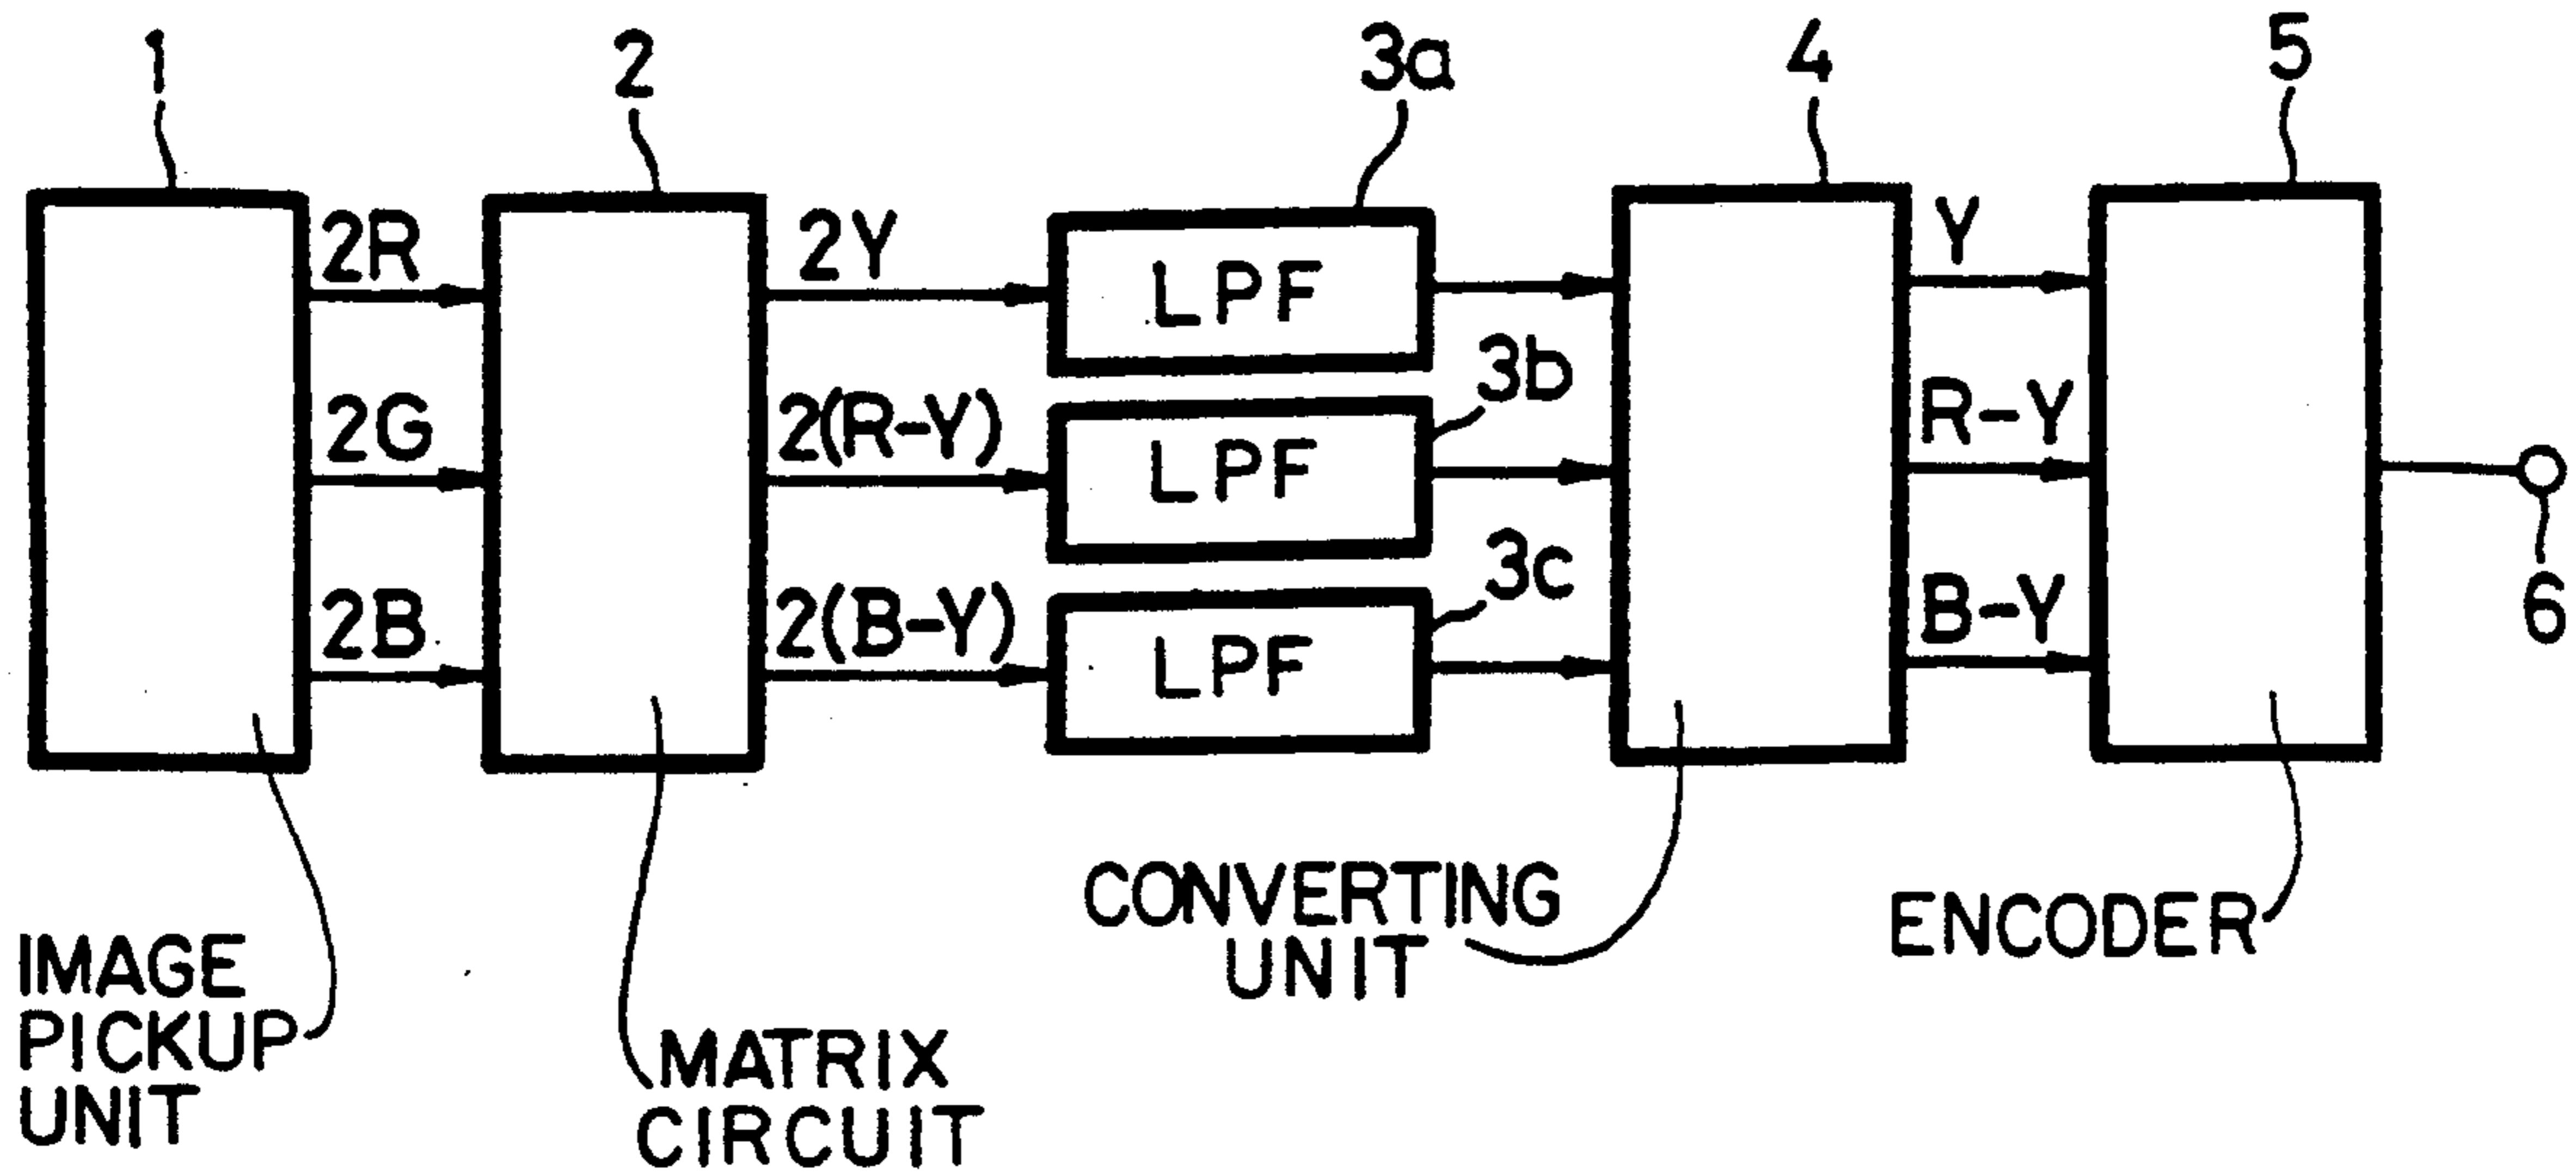 1
2
3a
4
5
2R
2Y
LPF
Y
3b
2G
2(R-Y)
LPF
R-Y
3c
2B
2(B-Y)
LPF
B-Y
6
CONVERTING
UNIT
ENCODER
IMAGE
PICKUP
UNIT
MATRIX
CIRCUIT